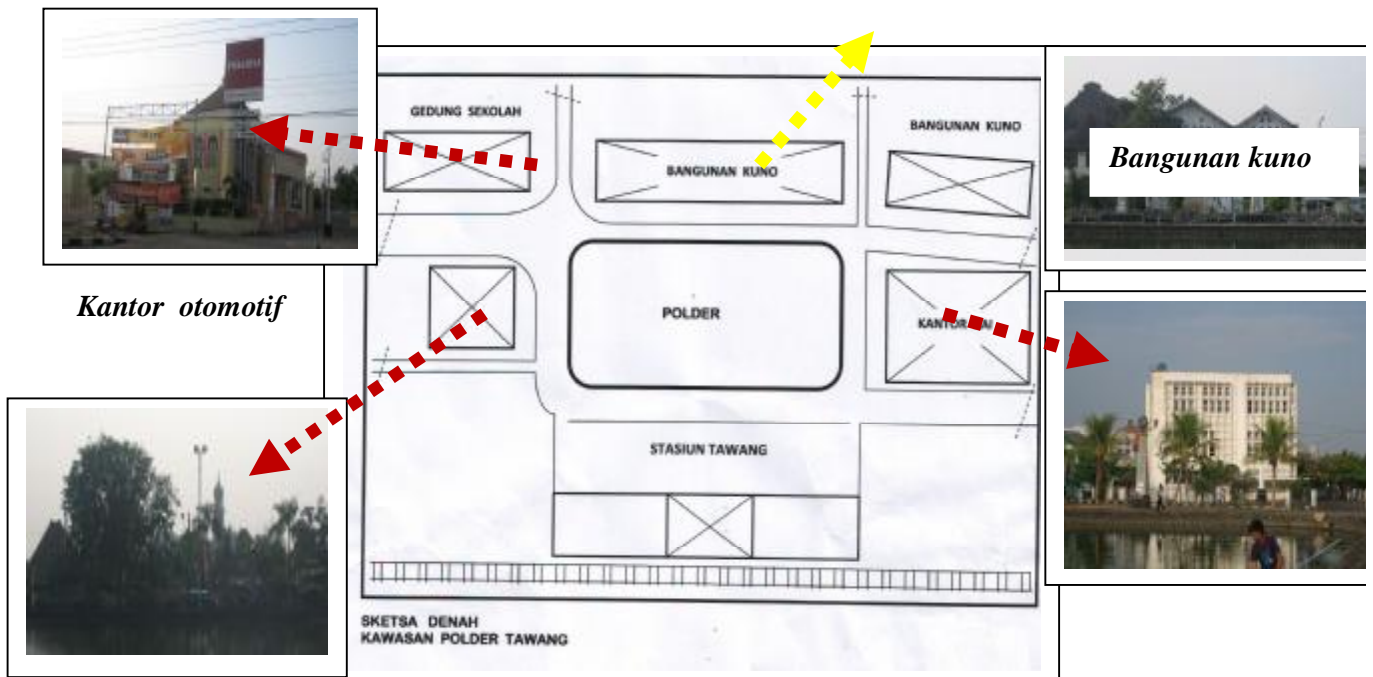 GEDUNG SEKOLAH
BANGUNAN KUNO
BANGUNAN KUNO
Bangunan kuno
Kantor otomotif
POLDER
STASIUN TAWANG
SKETSA DENAH
KAWASAN POLDER TAWANG